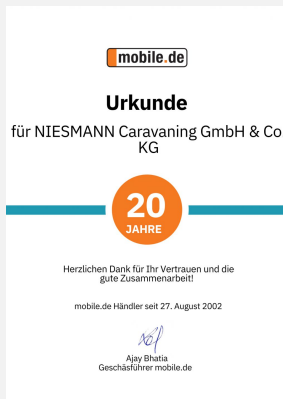 mobile.de
Urkunde
für NIESMANN Caravaning GmbH & Co
KG
20
JAHRE
Herzlichen Dank für Ihr Vertrauen und die
gute Zusammenarbeit!
mobile.de Händler seit 27. August 2002
Ajay Bhatia
Geschäsführer mobile.de